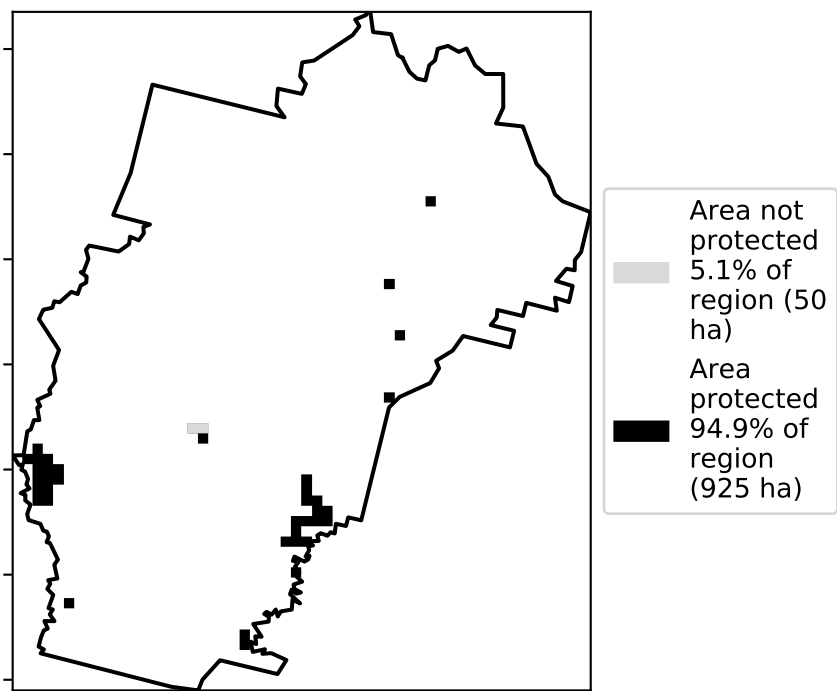 Area not
protected
5.1% of
region (50
ha)
Area
protected
94.9% of
region
(925 ha)